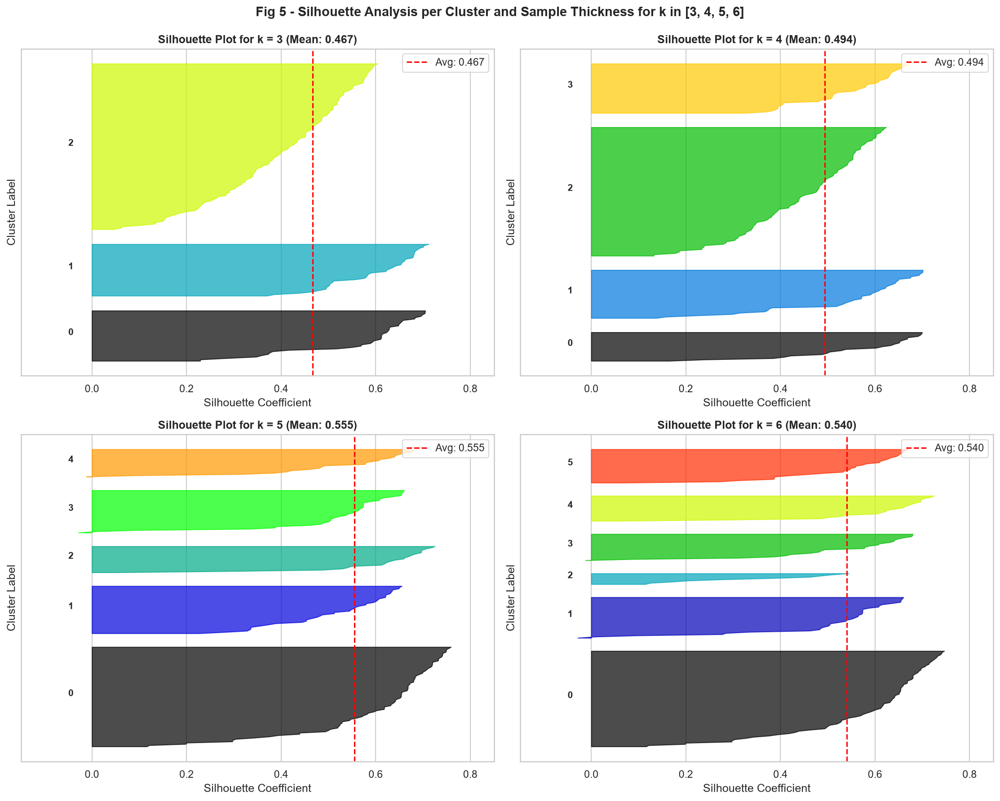 Fig 5 - Silhouette Analysis per Cluster and Sample Thickness for k in [3, 4, 5, 6]
Silhouette Plot for k = 3 (Mean: 0.467)
Avg: 0.467
2
1
0
Cluster Label
0.0 0.2 0.4 0.6 0.8
Silhouette Coefficient
Silhouette Plot for k = 4 (Mean: 0.494)
Avg: 0.494
3
2
1
0
Cluster Label
0.0 0.2 0.4 0.6 0.8
Silhouette Coefficient
Silhouette Plot for k = 5 (Mean: 0.555)
Avg: 0.555
4
3
2
1
0
Cluster Label
0.0 0.2 0.4 0.6 0.8
Silhouette Coefficient
Silhouette Plot for k = 6 (Mean: 0.540)
Avg: 0.540
5
4
3
2
1
0
Cluster Label
0.0 0.2 0.4 0.6 0.8
Silhouette Coefficient